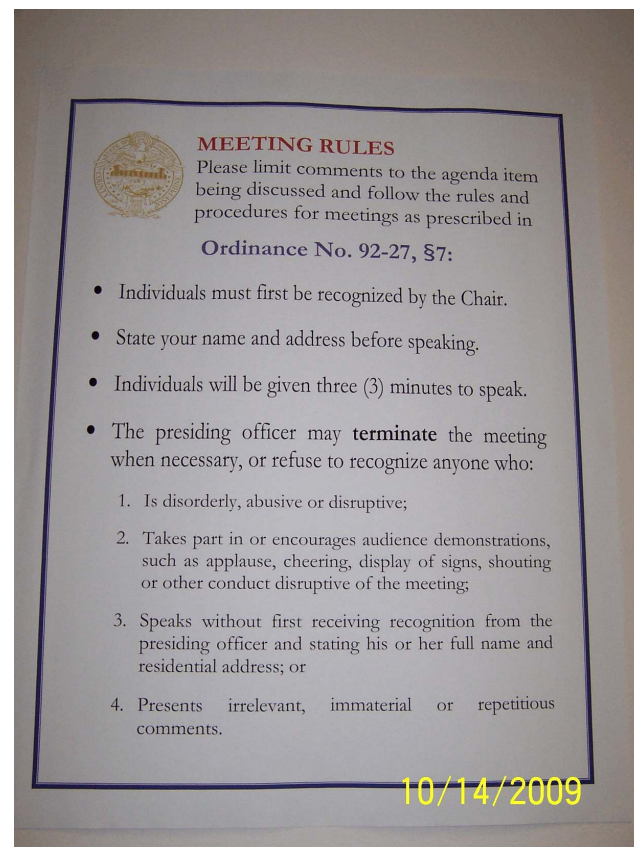 MEETING RULES
Please limit comments to the agenda item
being discussed and follow the rules and
procedures for meetings as prescribed in
Ordinance No. 92-27, §7:
• Individuals must first be recognized by the Chair.
• State your name and address before speaking.
• Individuals will be given three (3) minutes to speak.
• The presiding officer may terminate the meeting
when necessary, or refuse to recognize anyone who:
1. Is disorderly, abusive or disruptive;
2. Takes part in or encourages audience demonstrations,
such as applause, cheering, display of signs, shouting
or other conduct disruptive of the meeting;
3. Speaks without first receiving recognition from the
presiding officer and stating his or her full name and
residential address; or
4. Presents irrelevant, immaterial or repetitious
comments.
10/14/2009